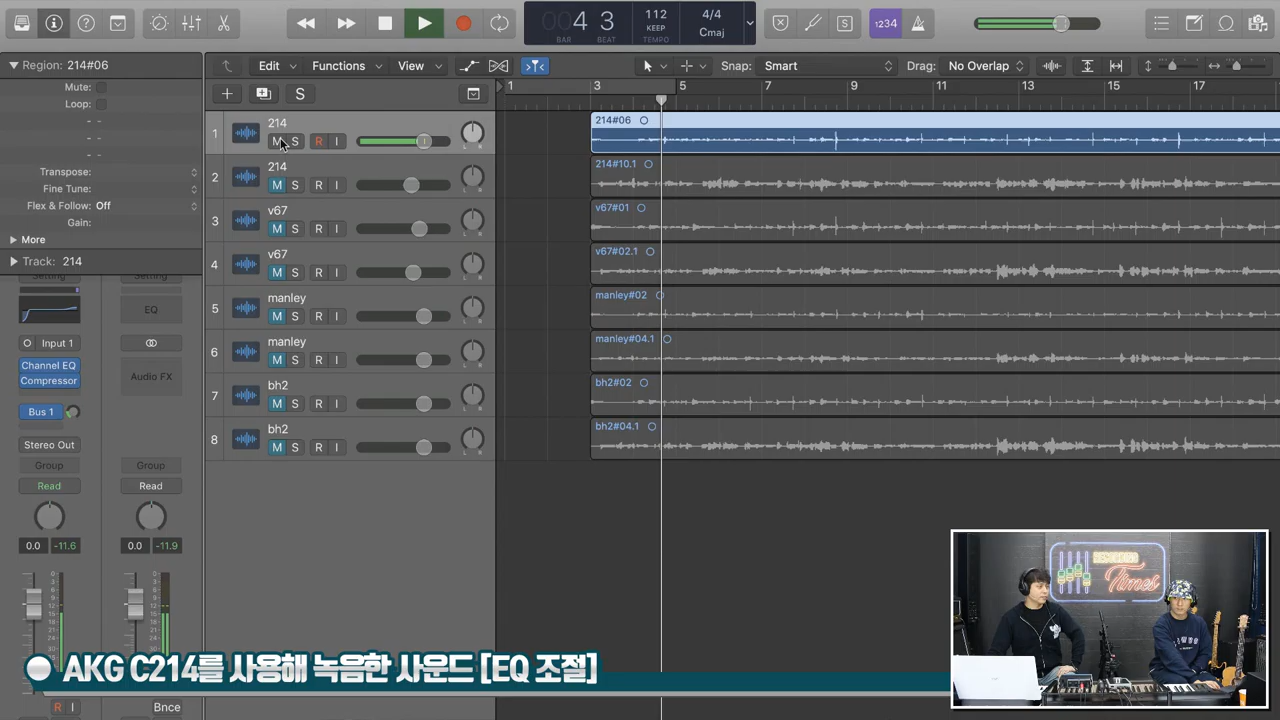 4 3
BAR BEAT
112
KEEP
TEMPO
4/4
Cmaj
S
1234
Region: 214#06
Mute:
Loop:
Transpose:
Fine Tune:
Flex & Follow: Off
Gain:
More
Track: 214
Setting
Setting
EQ
Input 1
Channel EQ
Compressor
Audio FX
Bus 1
Stereo Out
Group
Group
Read
Read
0.0 -11.6
0.0 -11.9
R I
Bnce
Edit
Functions
View
Snap: Smart
Drag: No Overlap
S
1 3 5 7 9 11 13 15 17
1 214
M S R I
2 214
M S R I
3 v67
M S R I
4 v67
M S R I
5 manley
M S R I
6 manley
M S R I
7 bh2
M S R I
8 bh2
M S R I
214#06
214#10.1
v67#01
v67#02.1
manley#02
manley#04.1
bh2#02
bh2#04.1
RECORDING
Times
AKG C214를 사용해 녹음한 사운드 [EQ 조절]